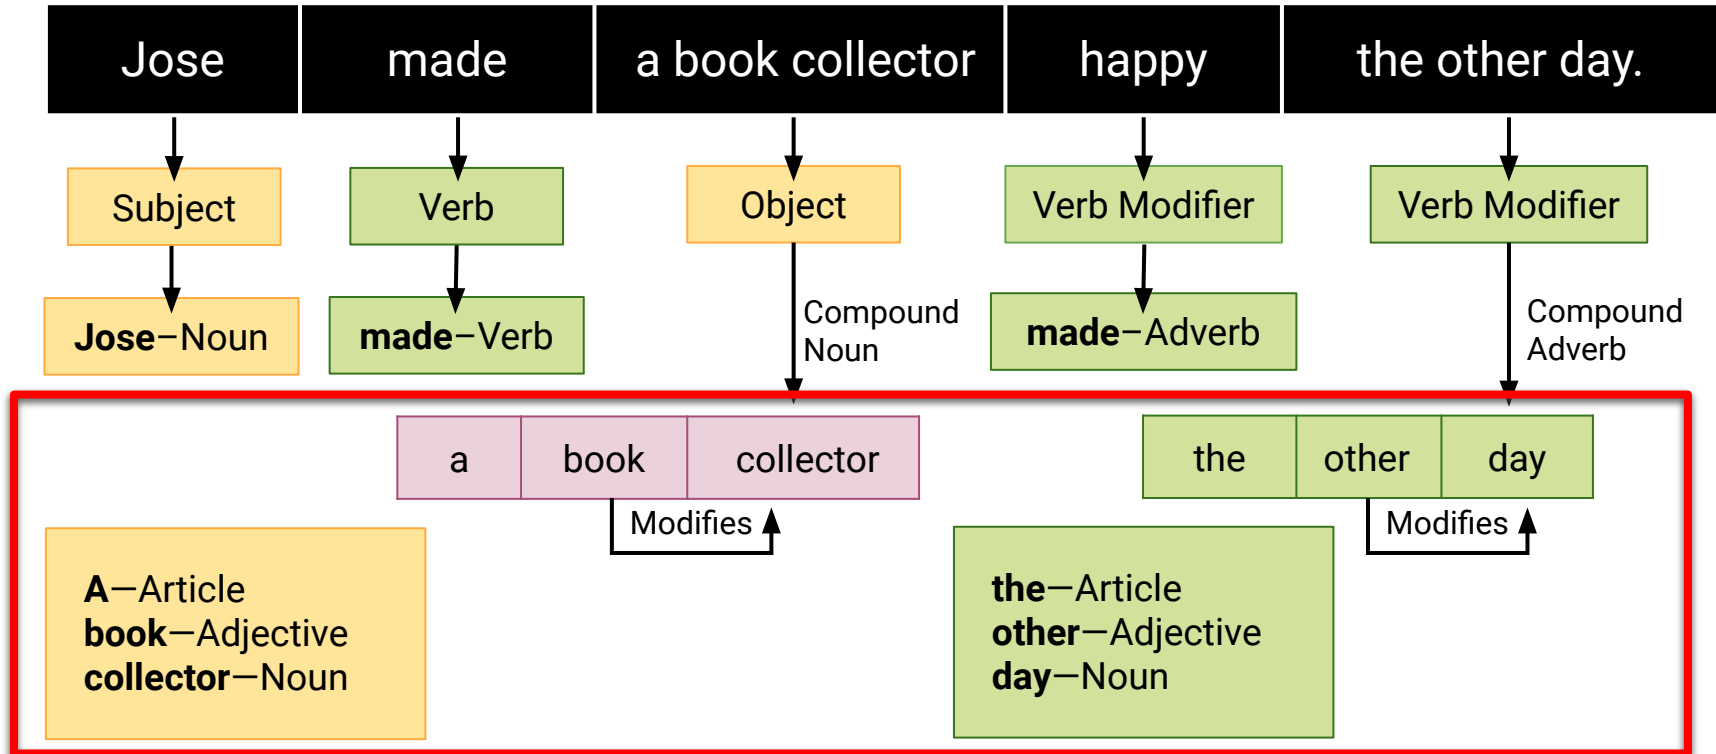 Jose made a book collector happy the other day.
Subject Verb Object Verb Modifier Verb Modifier
Jose–Noun made–Verb made–Adverb
Compound
Noun
Compound
Adverb
a book collector
Modifies
the other day
Modifies
A—Article
book—Adjective
collector—Noun
the—Article
other—Adjective
day—Noun